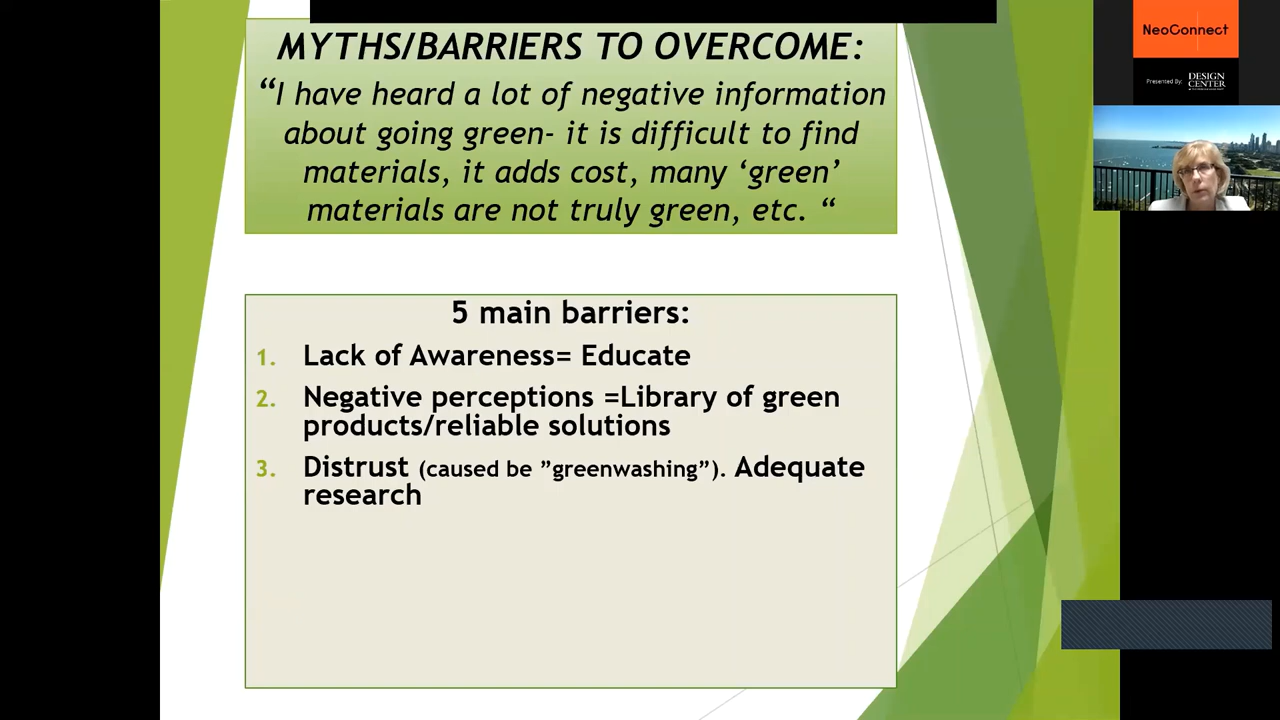 MYTHS/BARRIERS TO OVERCOME:
“I have heard a lot of negative information
about going green- it is difficult to find
materials, it adds cost, many ‘green’
materials are not truly green, etc. “
5 main barriers:
1. Lack of Awareness= Educate
2. Negative perceptions =Library of green
products/reliable solutions
3. Distrust (caused be ”greenwashing”). Adequate
research
NeoConnect
Presented By: DESIGN
CENTER